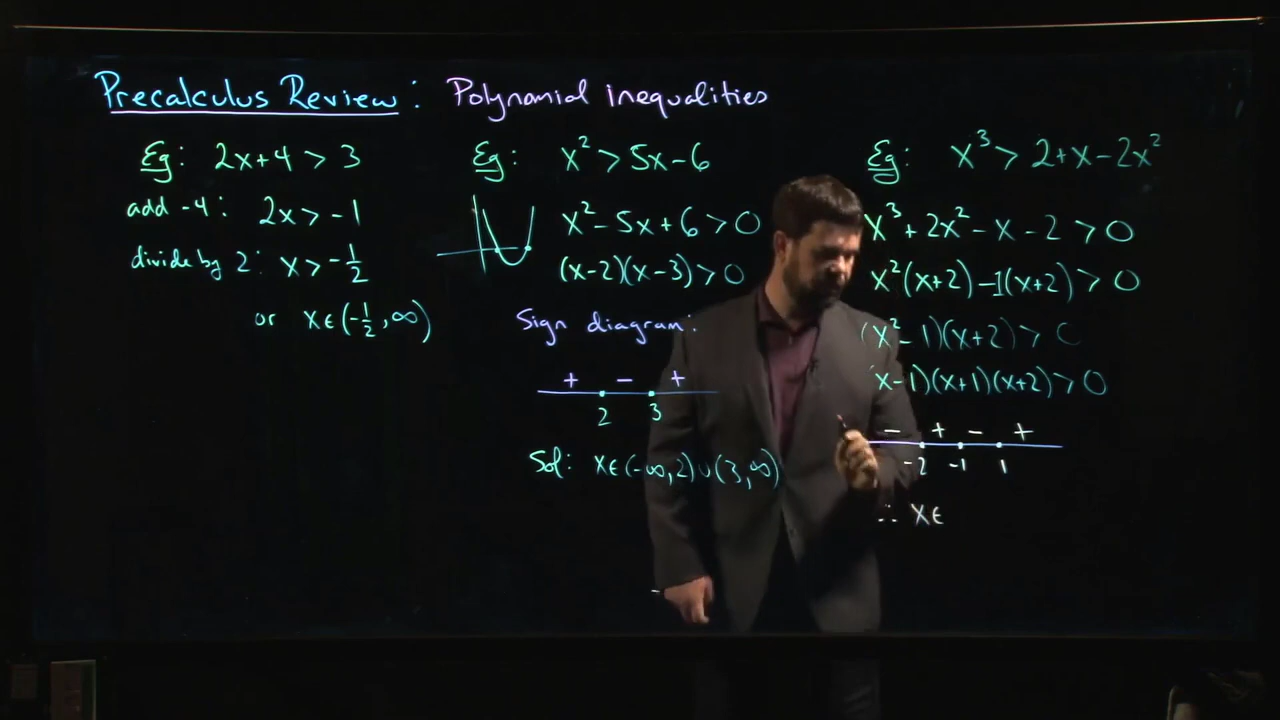 Precalculus Review: Polynomial inequalities
Eg: 2x+4 > 3
add -4: 2x > -1
divide by 2: x > -1/2
or x∈(-1/2, ∞)
Eg: x² > 5x-6
x²-5x+6 > 0
(x-2)(x-3) > 0
Sign diagram:
+ - +
2 3
Sol: x∈(-∞,2)∪(3,∞)
Eg: x³ > 2+x-2x²
x³+2x²-x-2 > 0
x²(x+2)-1(x+2) > 0
(x²-1)(x+2) >
x-1)(x+1)(x+2) > 0
- + - +
-2 -1 1
∴ x∈